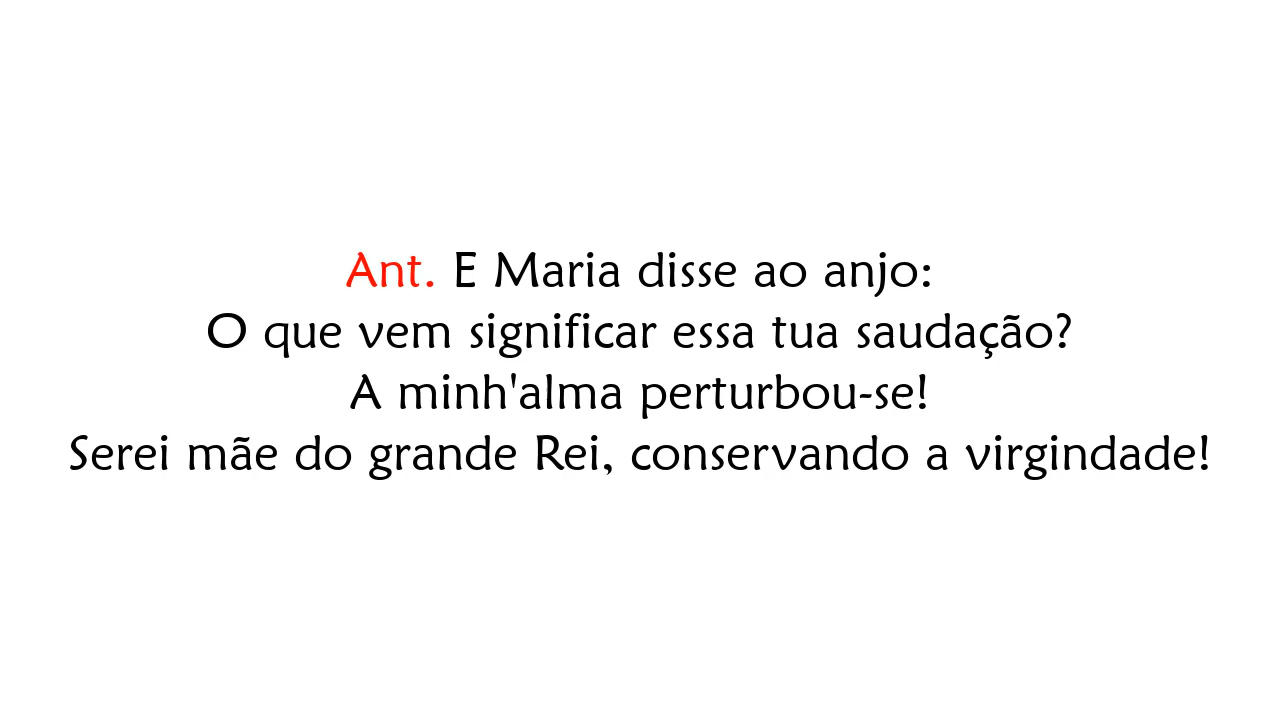 Ant. E Maria disse ao anjo:
O que vem significar essa tua saudação?
A minh'alma perturbou-se!
Serei mãe do grande Rei, conservando a virgindade!